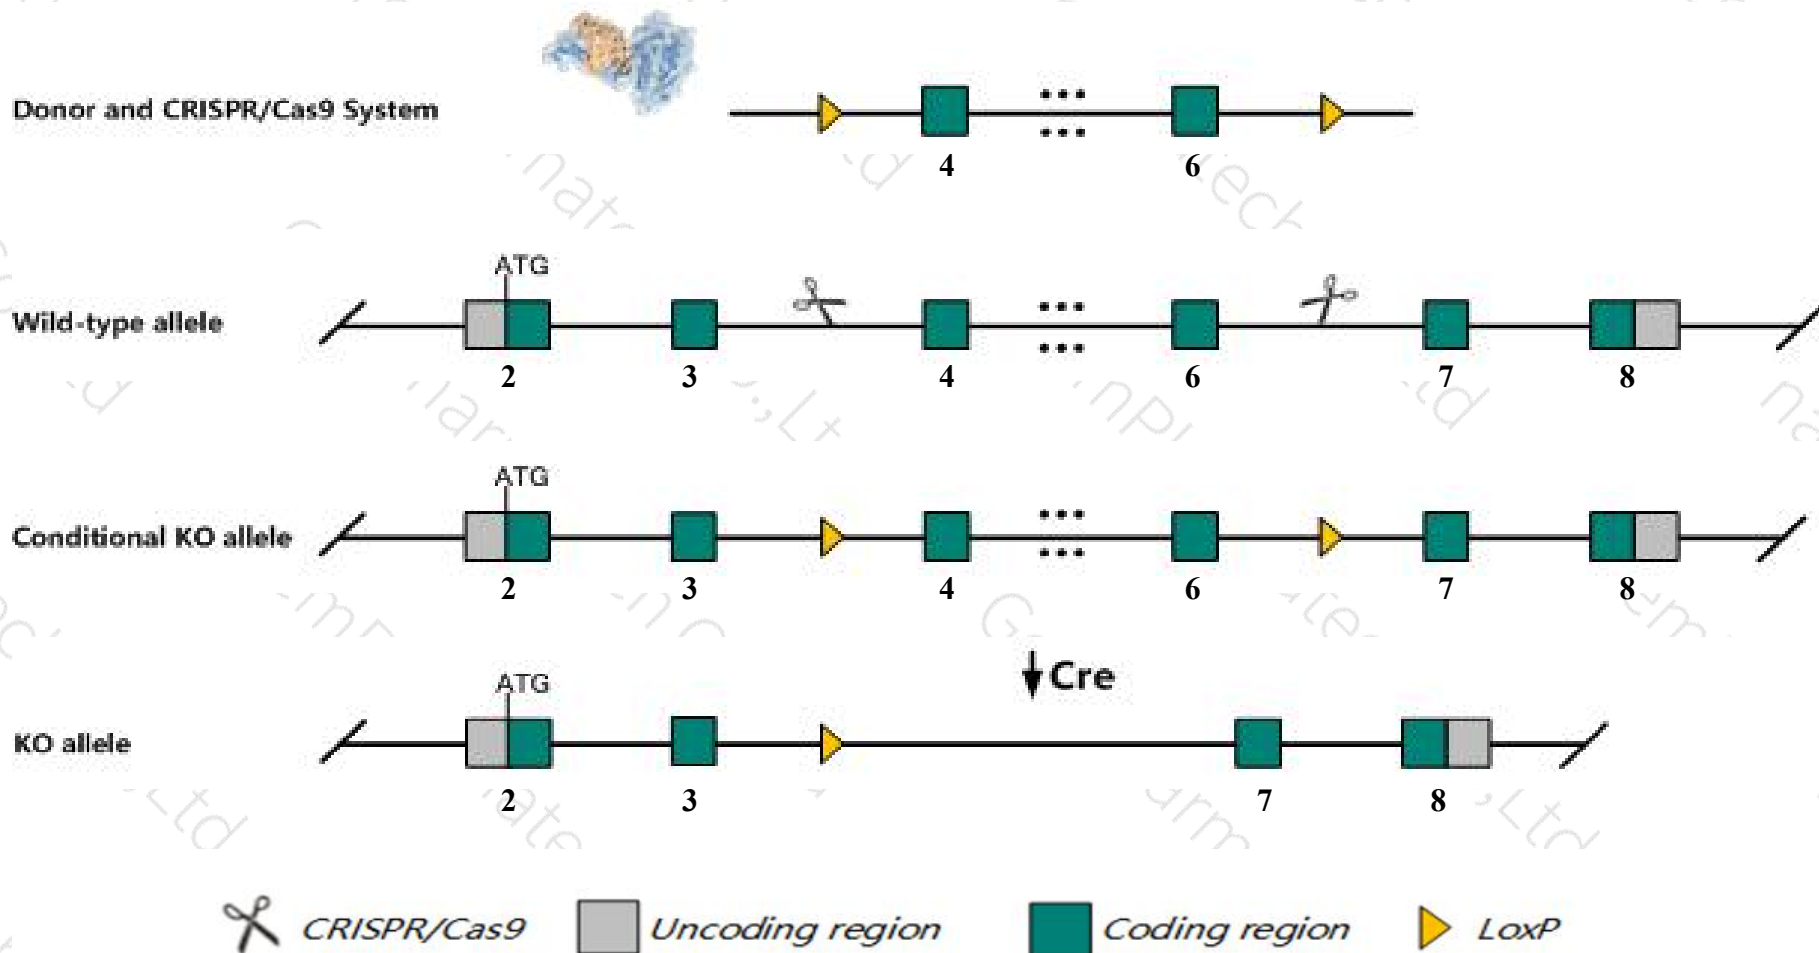 Donor and CRISPR/Cas9 System
4 6
ATG
Wild-type allele
2 3 4 6 7 8
ATG
Conditional KO allele
2 3 4 6 7 8
Cre
ATG
KO allele
2 3 7 8
CRISPR/Cas9 Uncoding region Coding region LoxP